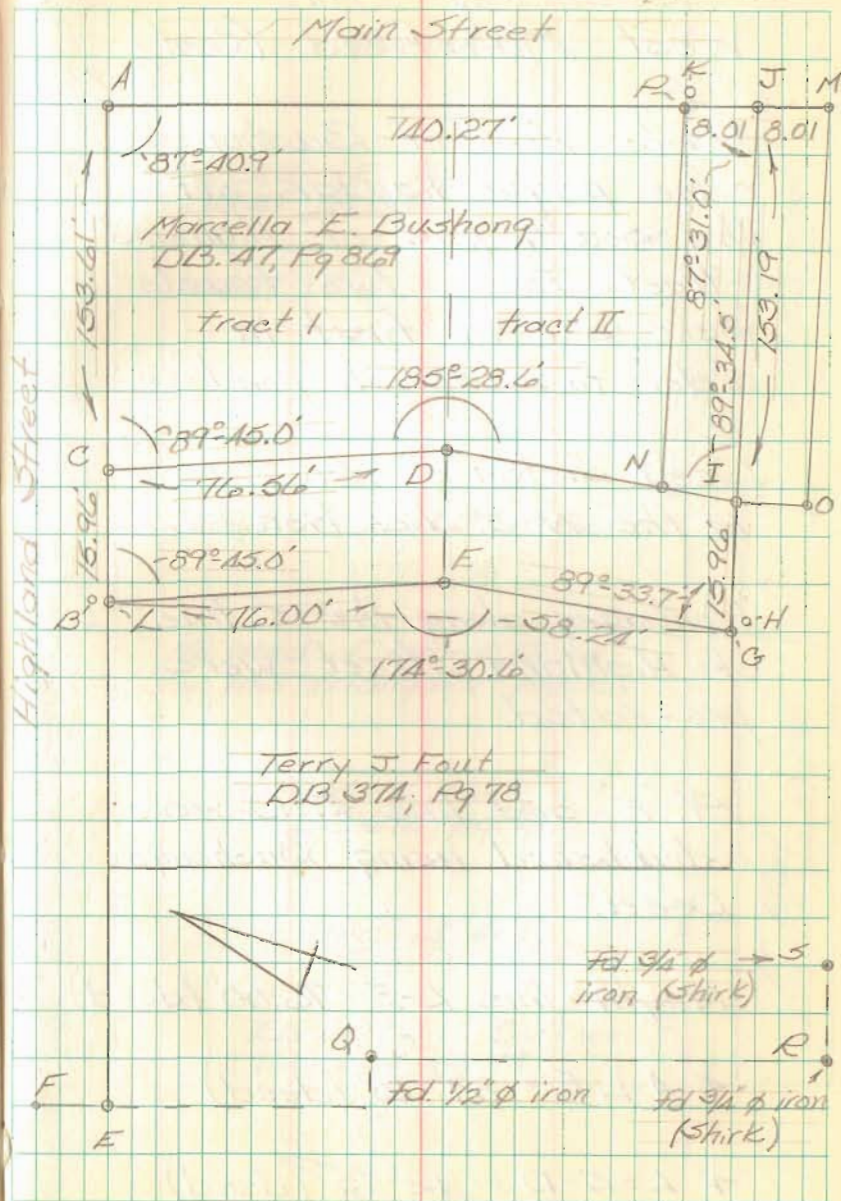 Main Street
A
P K J M
140.27'
8.01 8.01
87°-40.9'
Marcella E. Bushong
DB. 47, Pg 869
153.61'
87°-31.0'
89°-34.5'
153.19'
tract I
tract II
185°-28.6'
Highland Street
89°-45.0'
C
76.56'
D
N
I
O
15.96'
89°-45.0'
E
89°-33.7'
15.96'
B
L
76.00'
58.24'
H
G
174°-30.6'
Terry J Fout
D.B 374, Pg 78
fd. 3/4" ø → S
iron (Shirk)
Q
R
F
fd. 1/2" ø iron
fd 3/4" ø iron
(Shirk)
E